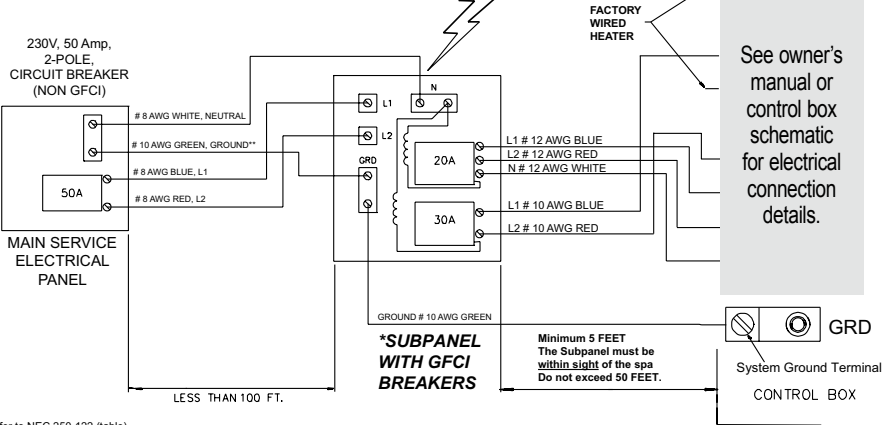 FACTORY
WIRED
HEATER
230V, 50 Amp,
2-POLE,
CIRCUIT BREAKER
(NON GFCI)
See owner's
manual or
control box
schematic
for electrical
connection
details.
N
L1
# 8 AWG WHITE, NEUTRAL
L2
# 10 AWG GREEN, GROUND**
GRD
L1 # 12 AWG BLUE
L2 # 12 AWG RED
N # 12 AWG WHITE
20A
# 8 AWG BLUE, L1
50A
# 8 AWG RED, L2
L1 # 10 AWG BLUE
30A
L2 # 10 AWG RED
MAIN SERVICE
ELECTRICAL
PANEL
GROUND # 10 AWG GREEN
GRD
*SUBPANEL
WITH GFCI
BREAKERS
Minimum 5 FEET
The Subpanel must be
within sight of the spa
Do not exceed 50 FEET.
System Ground Terminal
LESS THAN 100 FT.
CONTROL BOX